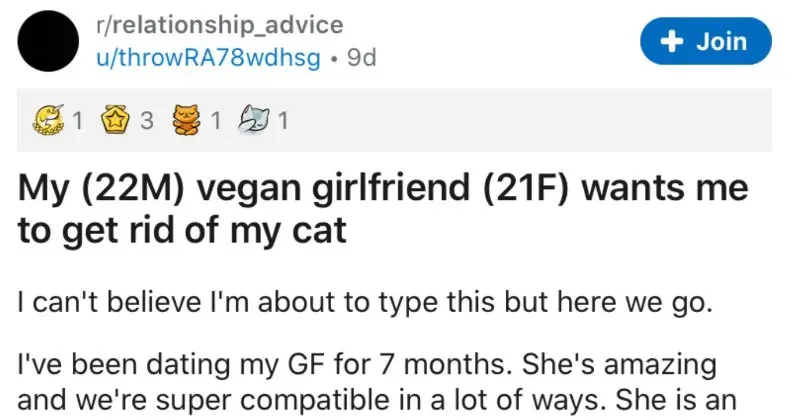 r/relationship_advice
u/throwRA78wdhsg • 9d
+ Join
1 3 1 1
My (22M) vegan girlfriend (21F) wants me
to get rid of my cat
I can't believe I'm about to type this but here we go.
I've been dating my GF for 7 months. She's amazing
and we're super compatible in a lot of ways. She is an